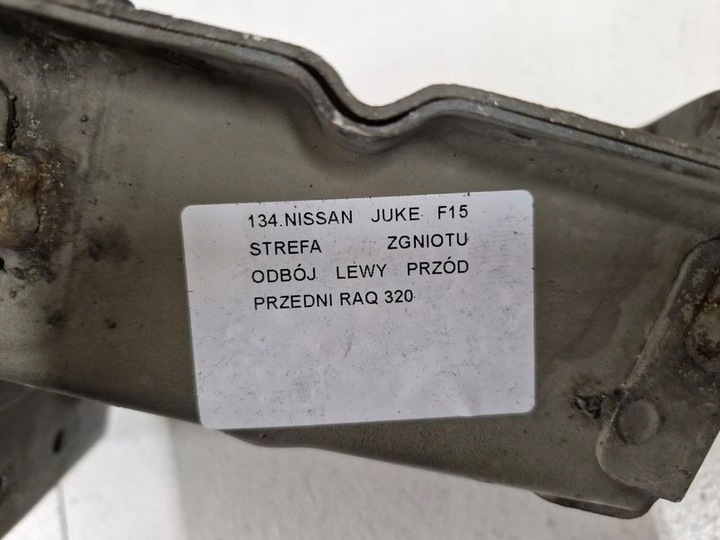 134.NISSAN JUKE F15
STREFA ZGNIOTU
ODBÓJ LEWY PRZÓD
PRZEDNI RAQ 320